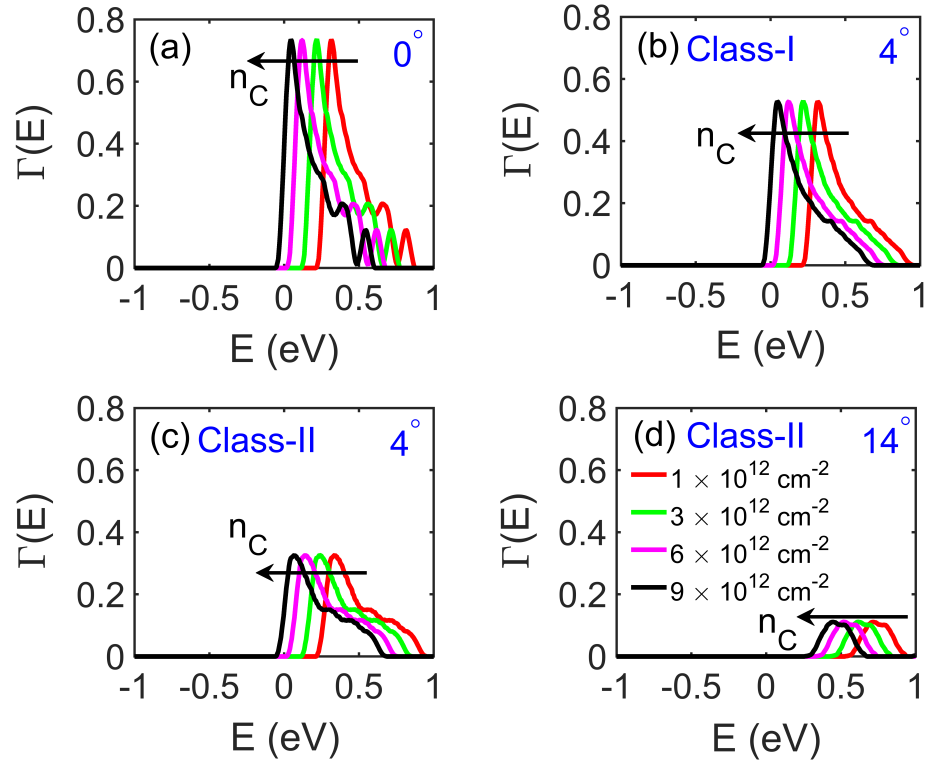 (a)
0°
n_C
0.8
0.6
0.4
0.2
0
-1 -0.5 0 0.5 1
Γ(E)
E (eV)
(b) Class-I 4°
n_C
0.8
0.6
0.4
0.2
0
-1 -0.5 0 0.5 1
Γ(E)
E (eV)
(c) Class-II 4°
n_C
0.8
0.6
0.4
0.2
0
-1 -0.5 0 0.5 1
Γ(E)
E (eV)
(d) Class-II 14°
1 × 10^12 cm^-2
3 × 10^12 cm^-2
6 × 10^12 cm^-2
9 × 10^12 cm^-2
n_C
0.8
0.6
0.4
0.2
0
-1 -0.5 0 0.5 1
Γ(E)
E (eV)